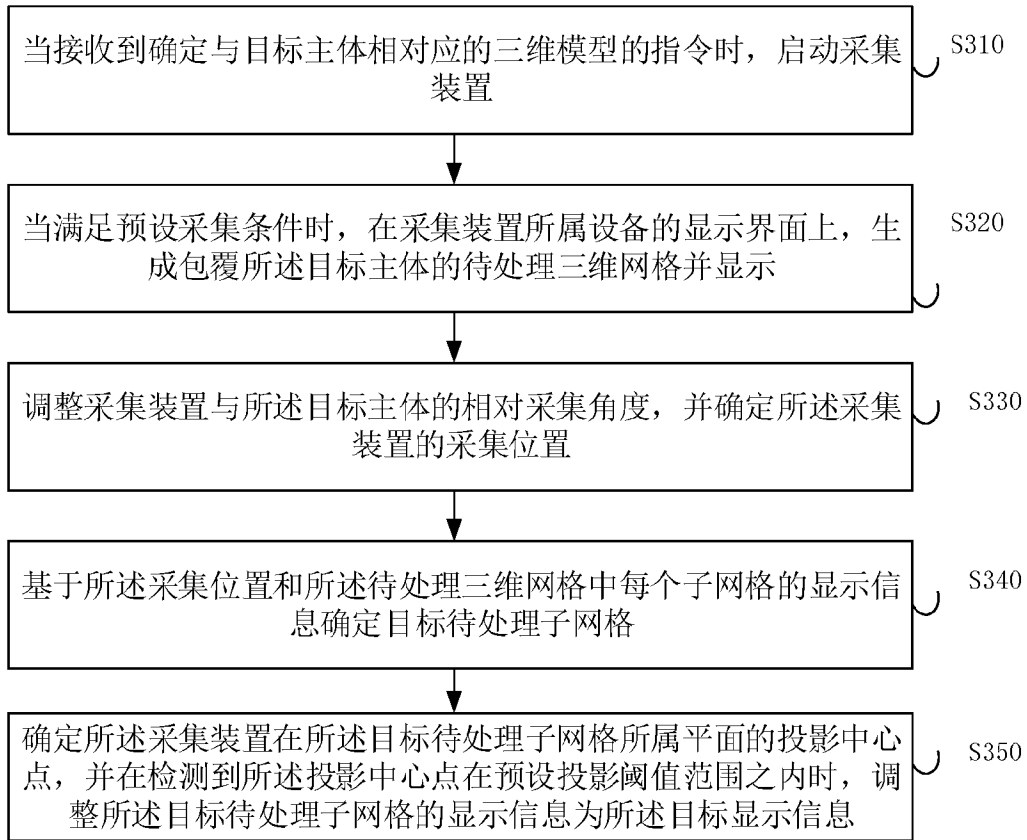 当接收到确定与目标主体相对应的三维模型的指令时，启动采集
装置
S310
当满足预设采集条件时，在采集装置所属设备的显示界面上，生
成包覆所述目标主体的待处理三维网格并显示
S320
调整采集装置与所述目标主体的相对采集角度，并确定所述采集
装置的采集位置
S330
基于所述采集位置和所述待处理三维网格中每个子网格的显示信
息确定目标待处理子网格
S340
确定所述采集装置在所述目标待处理子网格所属平面的投影中心
点，并在检测到所述投影中心点在预设投影阈值范围之内时，调
整所述目标待处理子网格的显示信息为所述目标显示信息
S350